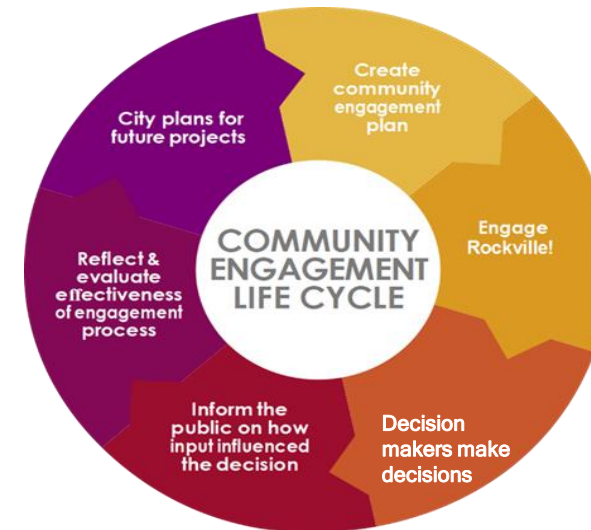 COMMUNITY
ENGAGEMENT
LIFE CYCLE
City plans for
future projects
Create
community
engagement
plan
Engage
Rockville!
Decision
makers make
decisions
Inform the
public on how
input influenced
the decision
Reflect &
evaluate
effectiveness
of engagement
process